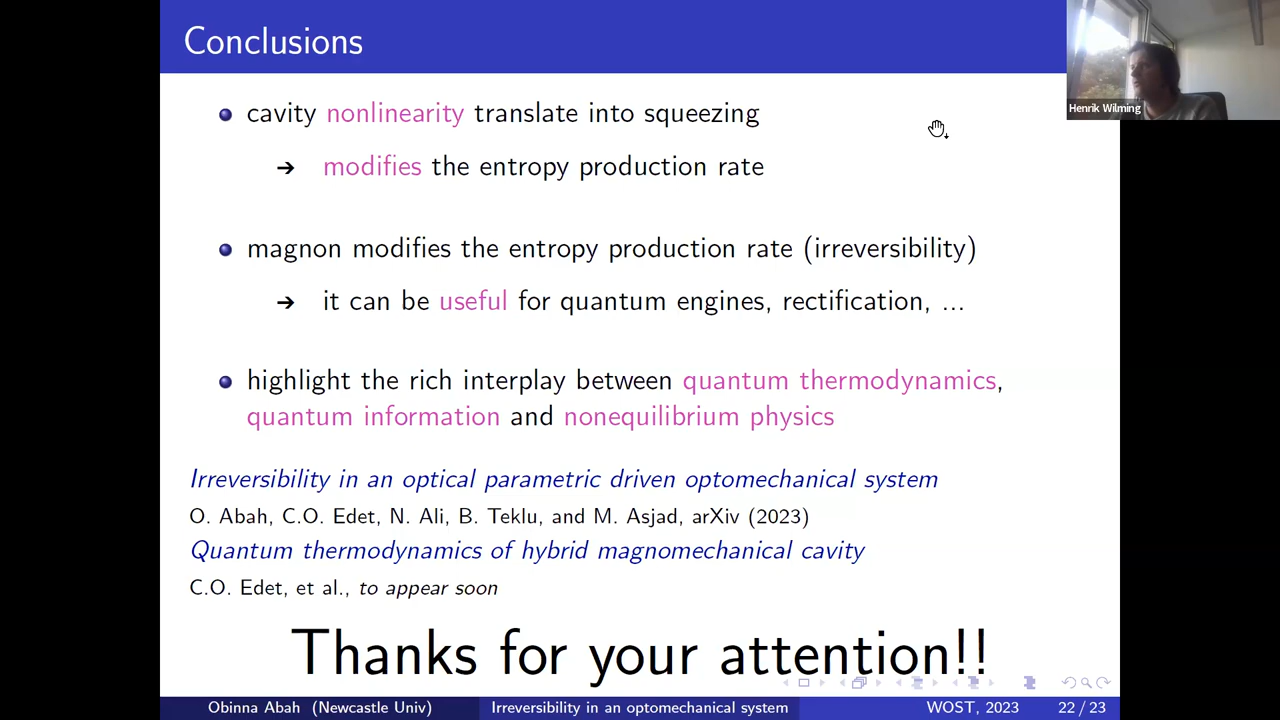 Conclusions
Henrik Wilming
cavity nonlinearity translate into squeezing
➔ modifies the entropy production rate
magnon modifies the entropy production rate (irreversibility)
➔ it can be useful for quantum engines, rectification, ...
highlight the rich interplay between quantum thermodynamics,
quantum information and nonequilibrium physics
Irreversibility in an optical parametric driven optomechanical system
O. Abah, C.O. Edet, N. Ali, B. Teklu, and M. Asjad, arXiv (2023)
Quantum thermodynamics of hybrid magnomechanical cavity
C.O. Edet, et al., to appear soon
Thanks for your attention!!
Obinna Abah (Newcastle Univ) Irreversibility in an optomechanical system WOST, 2023 22 / 23